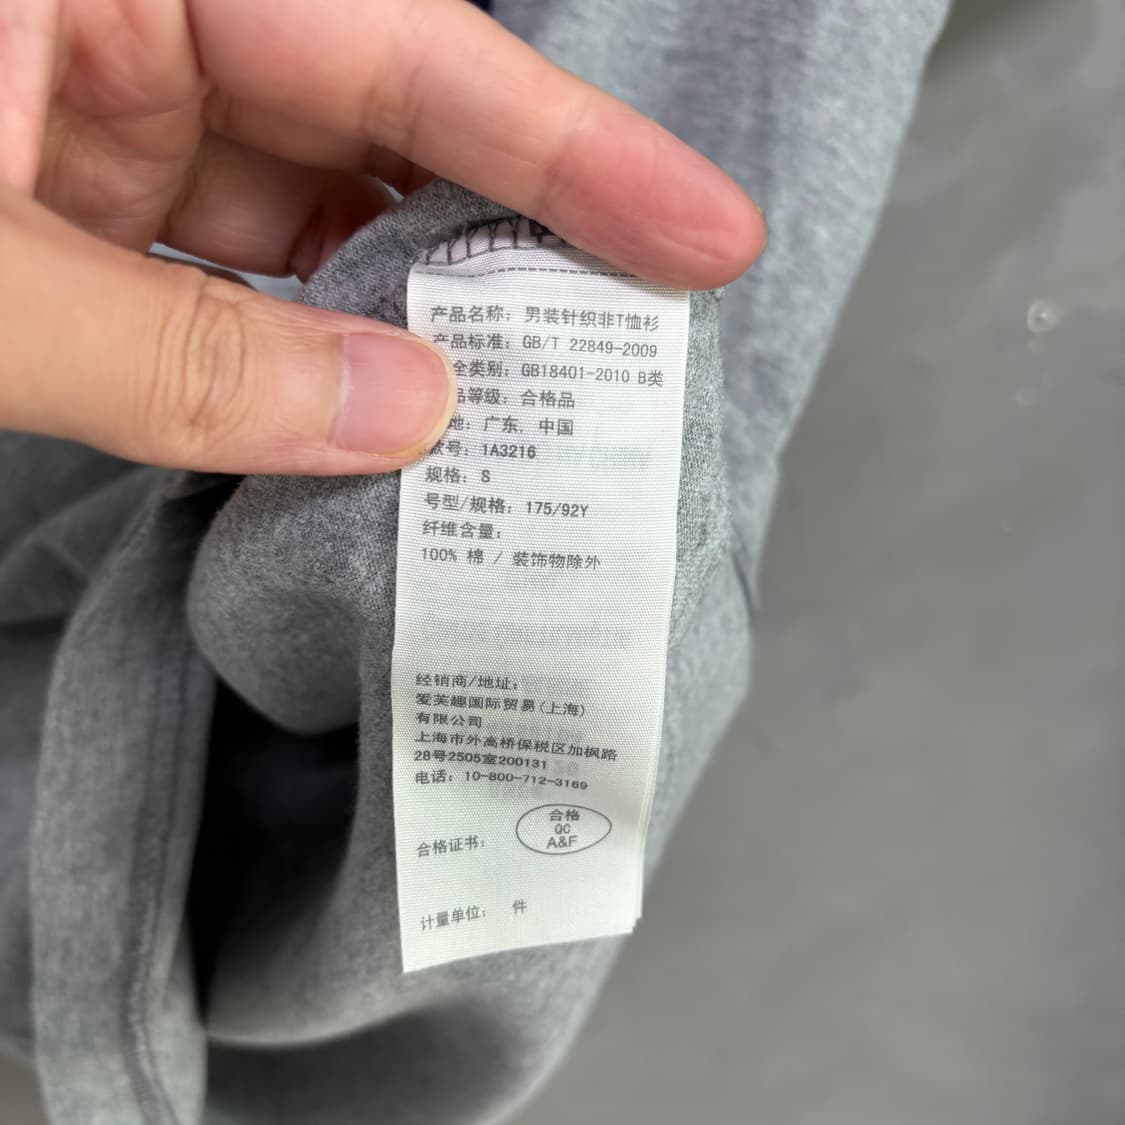 产品名称：男装针织非T恤衫
产品标准：GB/T 22849-2009
全类别：GB18401-2010 B类
品等级：合格品
地：广东，中国
款号：1A3216
规格：S
号型/规格：175/92Y
纤维含量：
100% 棉 / 装饰物除外
经销商/地址：
爱芙趣国际贸易(上海)
有限公司
上海市外高桥保税区加枫路
28号2505室200131
电话：10-800-712-3169
合格
QC
A&F
合格证书：
计量单位： 件